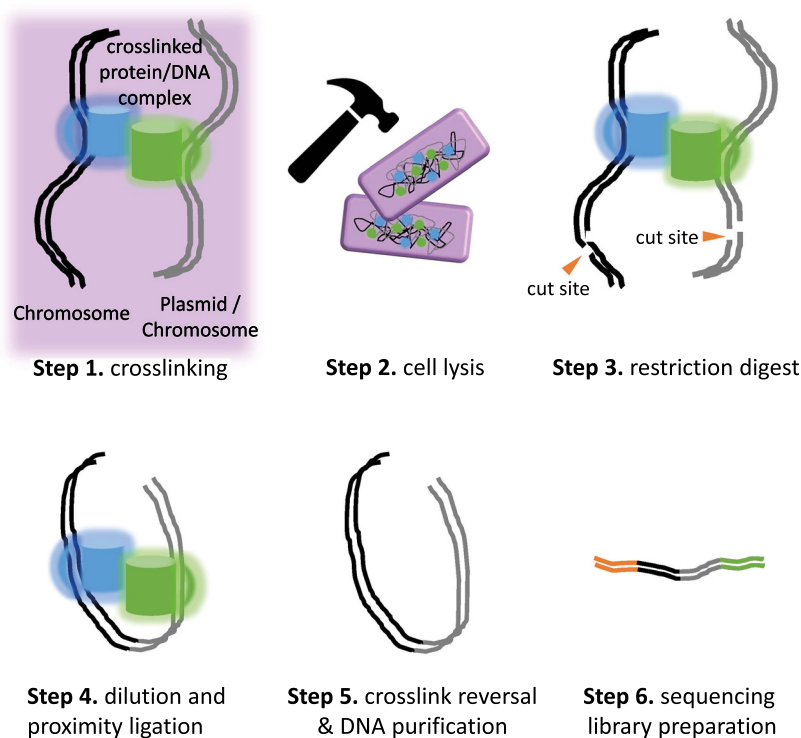 crosslinked
protein/DNA
complex
Chromosome
Plasmid /
Chromosome
Step 1. crosslinking
Step 2. cell lysis
cut site
cut site
Step 3. restriction digest
Step 4. dilution and
proximity ligation
Step 5. crosslink reversal
& DNA purification
Step 6. sequencing
library preparation